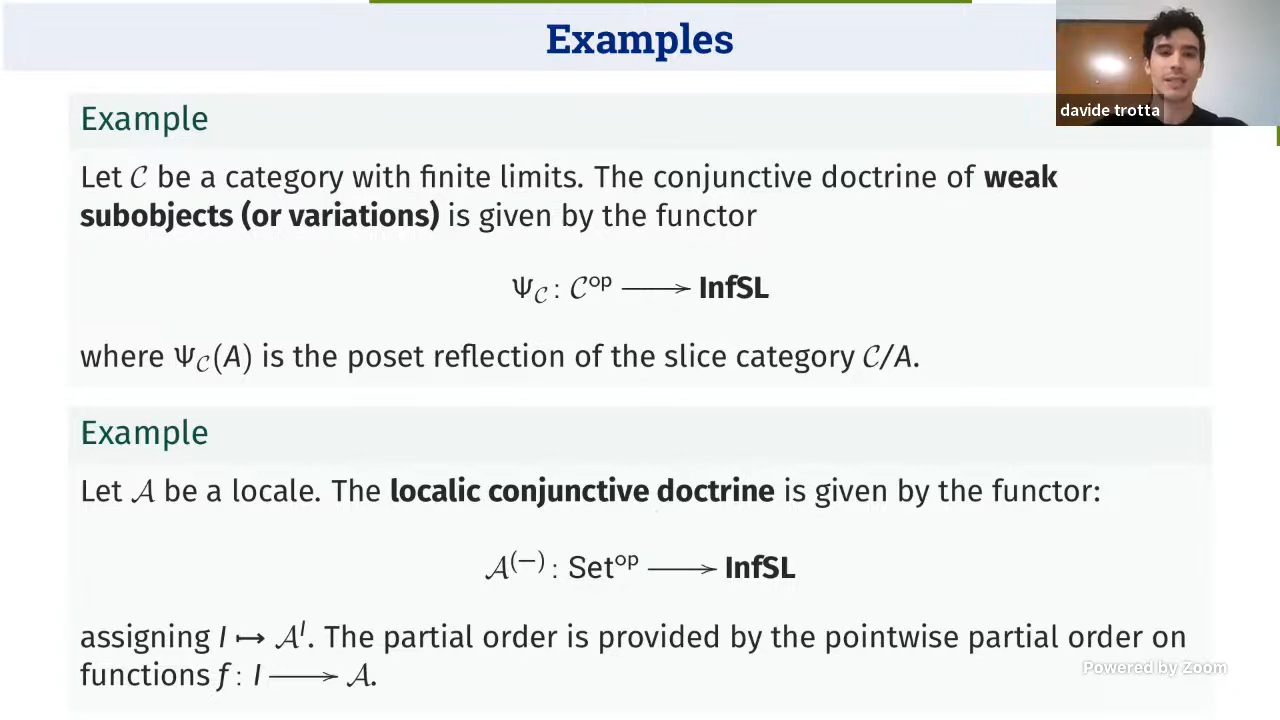 Examples
davide trotta
Example
Let 𝒞 be a category with finite limits. The conjunctive doctrine of weak
subobjects (or variations) is given by the functor
Ψ_𝒞 : 𝒞^op ⟶ InfSL
where Ψ_𝒞(A) is the poset reflection of the slice category 𝒞/A.
Example
Let 𝒜 be a locale. The localic conjunctive doctrine is given by the functor:
𝒜^(−) : Set^op ⟶ InfSL
assigning I ↦ 𝒜^I. The partial order is provided by the pointwise partial order on
functions f : I ⟶ 𝒜.
Powered by Zoom